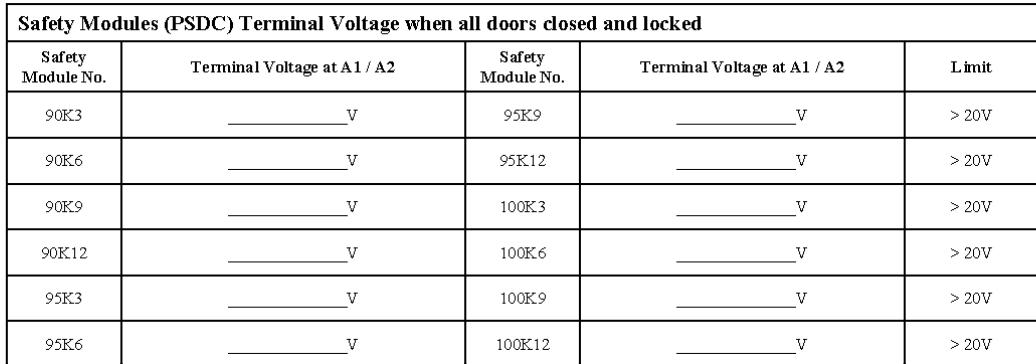 Safety Modules (PSDC) Terminal Voltage when all doors closed and locked
Safety Module No. Terminal Voltage at A1 / A2 Safety Module No. Terminal Voltage at A1 / A2 Limit
90K3 ____________V 95K9 ____________V > 20V
90K6 ____________V 95K12 ____________V > 20V
90K9 ____________V 100K3 ____________V > 20V
90K12 ____________V 100K6 ____________V > 20V
95K3 ____________V 100K9 ____________V > 20V
95K6 ____________V 100K12 ____________V > 20V